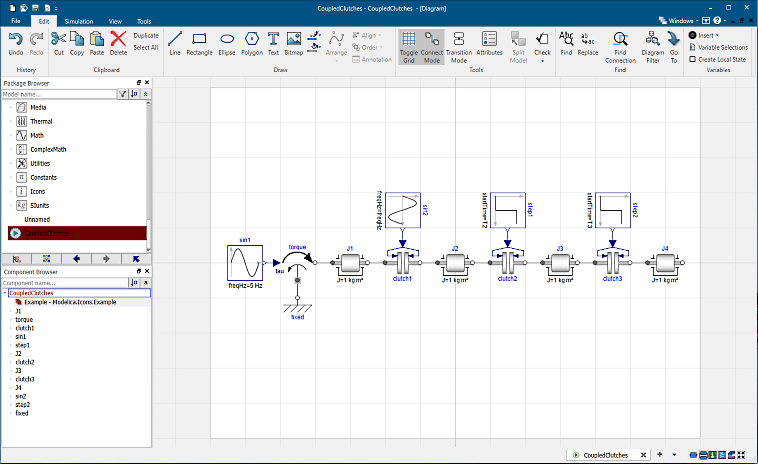 CoupledClutches - CoupledClutches - [Diagram]
File
Edit
Simulation
View
Tools
Windows
Undo
Redo
Cut
Copy
Paste
Delete
Duplicate
Select All
Line
Rectangle
Ellipse
Polygon
Text
Bitmap
Arrange
Align
Order
Annotation
Toggle Grid
Connect Mode
Transition Mode
Attributes
Split Model
Check
Find
Replace
Find Connection
Diagram Filter
Go To
Insert
Variable Selections
Create Local State
History
Clipboard
Draw
Tools
Find
Variables
Package Browser
Model name...
Media
Thermal
Math
ComplexMath
Utilities
Constants
Icons
SIunits
Unnamed
CoupledClutches
Component Browser
Component name...
CoupledClutches
Example - Modelica.Icons.Example
J1
torque
clutch1
sin1
step1
J2
clutch2
J3
clutch3
J4
sin2
step2
fixed
freqHz=freqHz
sin2
startTime=T2
step1
startTime=T3
step2
sin1
freqHz=5 Hz
torque
tau
fixed
J1
J=1 kg m²
clutch1
J2
J=1 kg m²
clutch2
J3
J=1 kg m²
clutch3
J4
J=1 kg m²
CoupledClutches